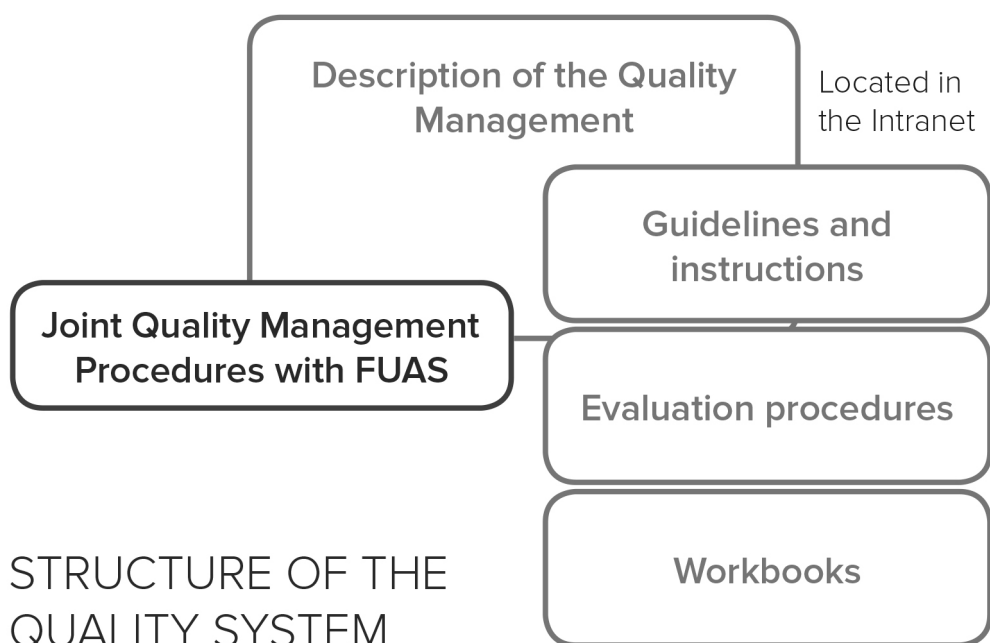 Description of the Quality
Management
Located in
the Intranet
Guidelines and
instructions
Joint Quality Management
Procedures with FUAS
Evaluation procedures
Workbooks
STRUCTURE OF THE
QUALITY SYSTEM